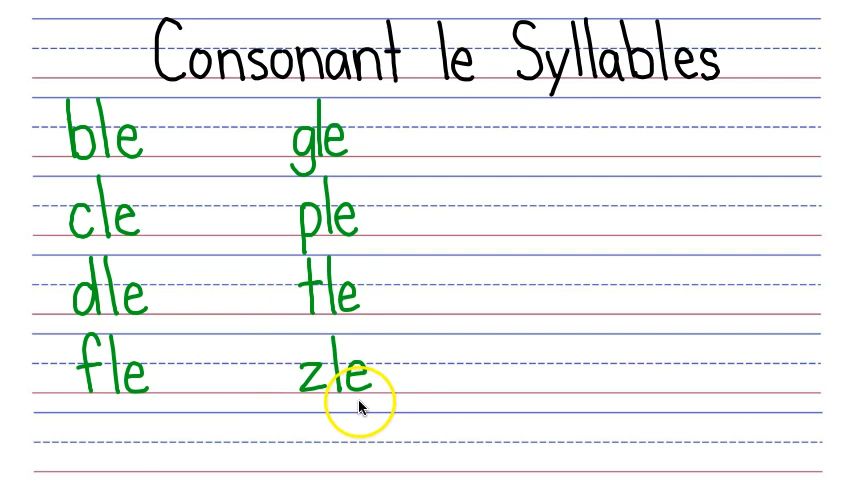 Consonant le Syllables
ble gle
cle ple
dle tle
fle zle